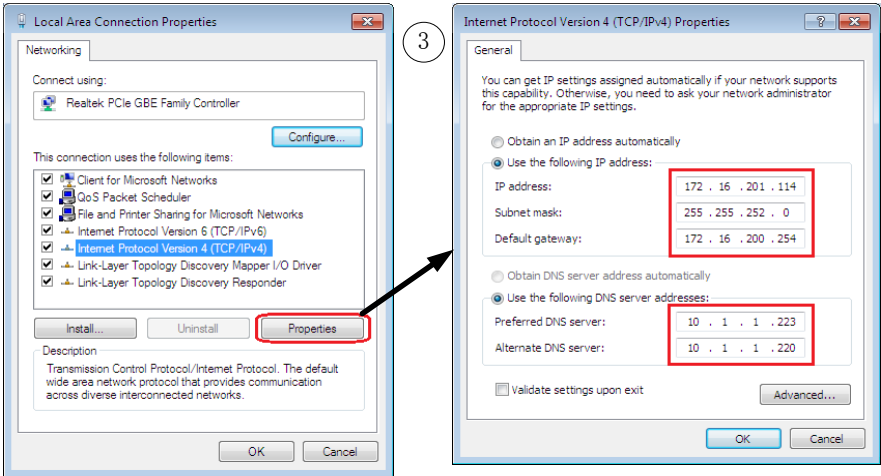 Local Area Connection Properties
Networking
Connect using:
Realtek PCIe GBE Family Controller
Configure...
This connection uses the following items:
Client for Microsoft Networks
QoS Packet Scheduler
File and Printer Sharing for Microsoft Networks
Internet Protocol Version 6 (TCP/IPv6)
Internet Protocol Version 4 (TCP/IPv4)
Link-Layer Topology Discovery Mapper I/O Driver
Link-Layer Topology Discovery Responder
Install... Uninstall Properties
Description
Transmission Control Protocol/Internet Protocol. The default
wide area network protocol that provides communication
across diverse interconnected networks.
OK Cancel
3
Internet Protocol Version 4 (TCP/IPv4) Properties
General
You can get IP settings assigned automatically if your network supports
this capability. Otherwise, you need to ask your network administrator
for the appropriate IP settings.
Obtain an IP address automatically
Use the following IP address:
IP address: 172 . 16 . 201 . 114
Subnet mask: 255 . 255 . 252 . 0
Default gateway: 172 . 16 . 200 . 254
Obtain DNS server address automatically
Use the following DNS server addresses:
Preferred DNS server: 10 . 1 . 1 . 223
Alternate DNS server: 10 . 1 . 1 . 220
Validate settings upon exit
Advanced...
OK Cancel